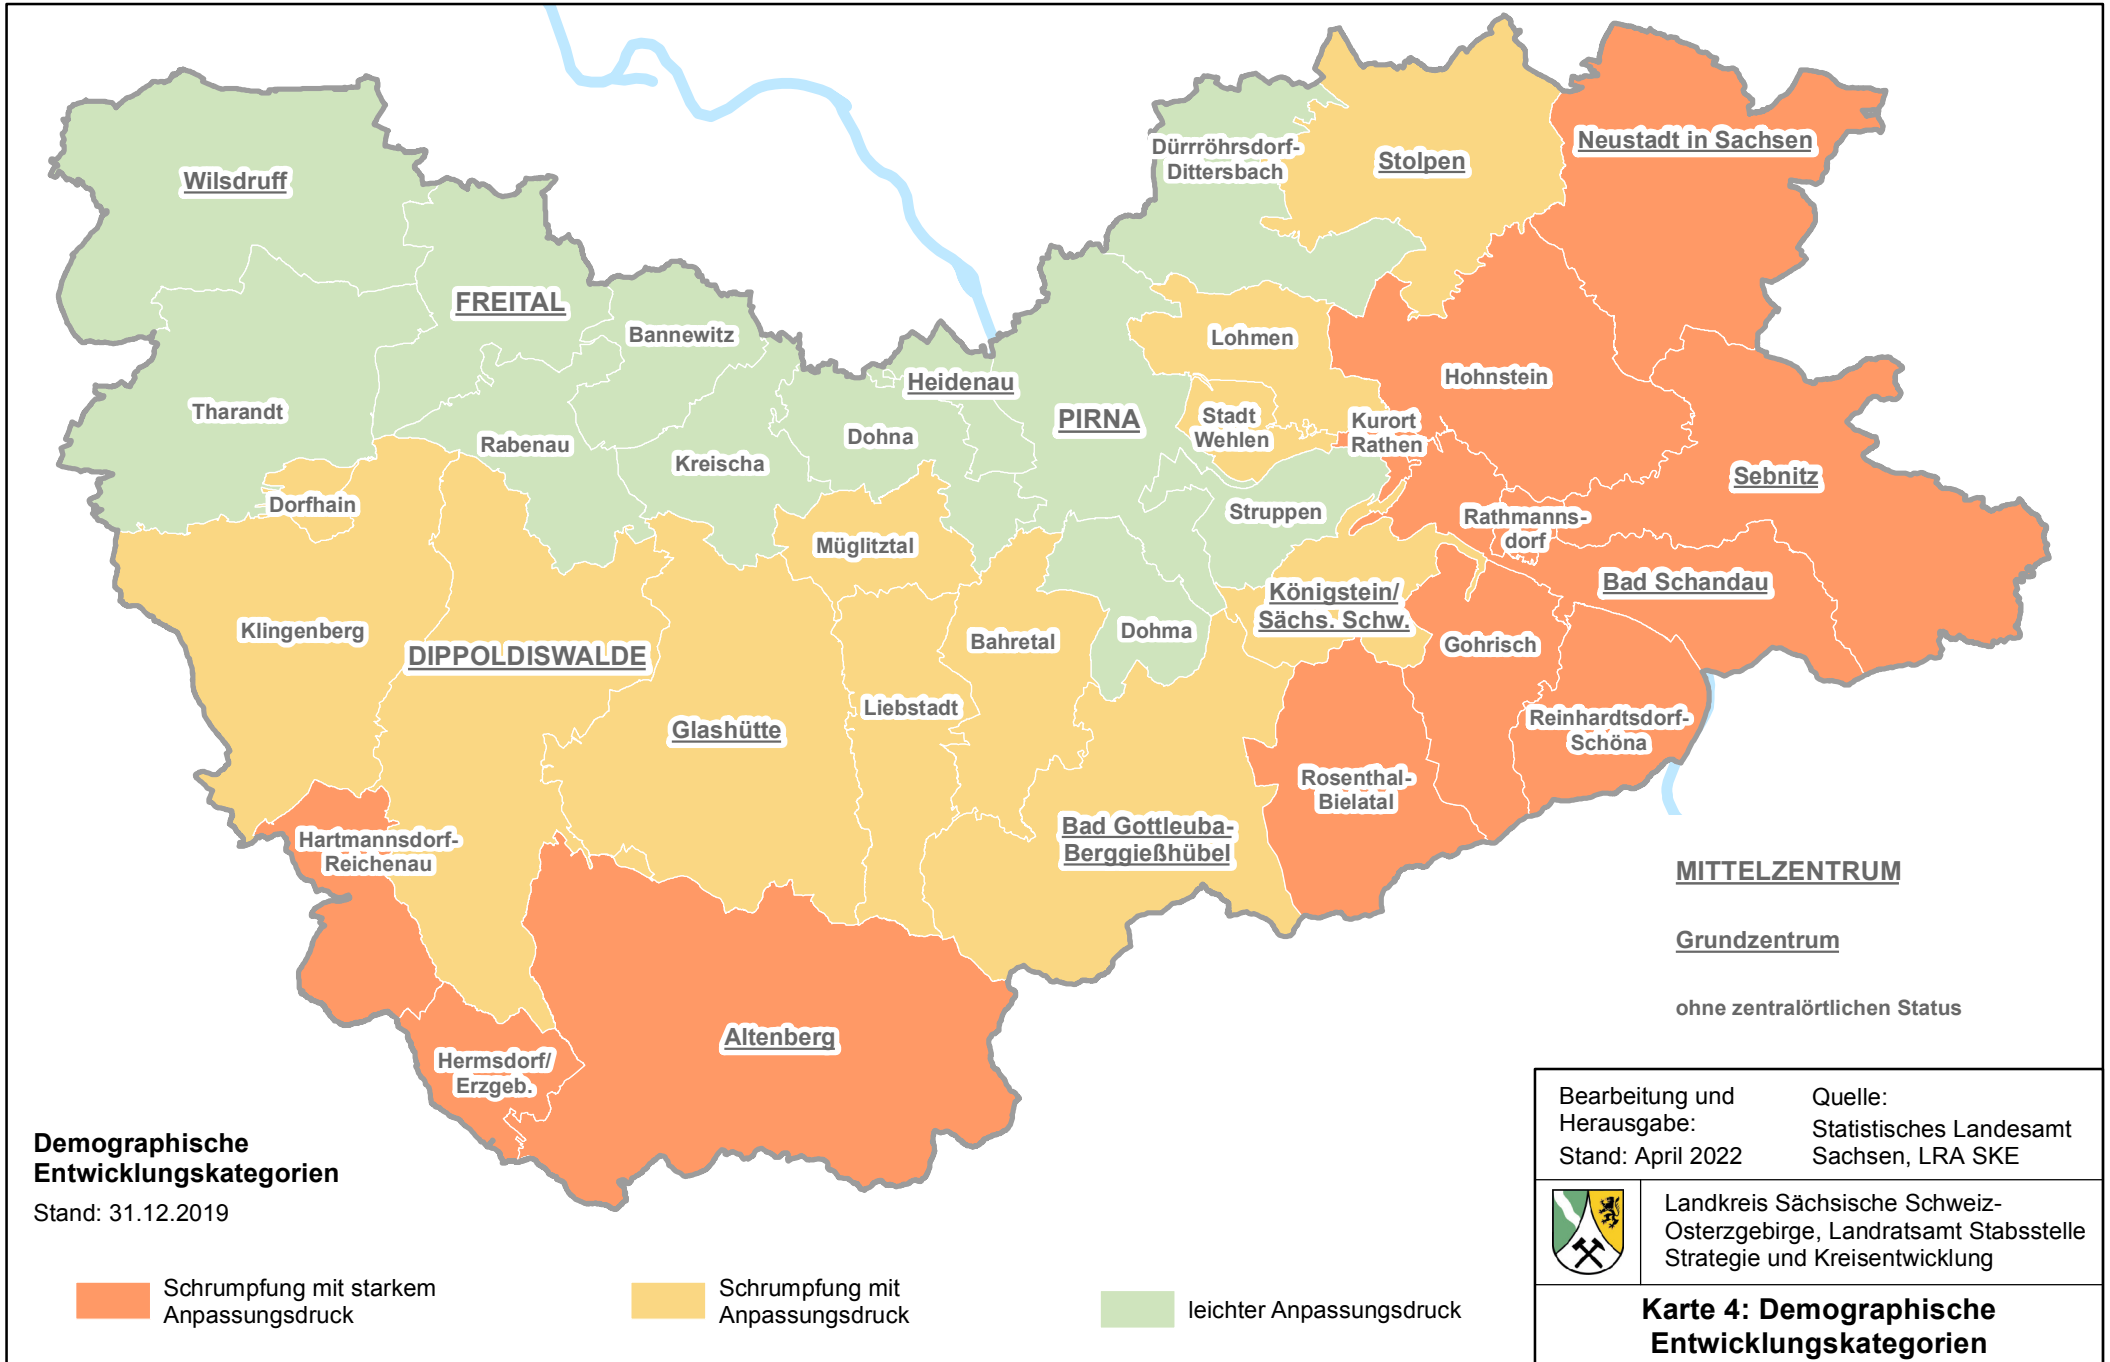 Wilsdruff
Dürrröhrsdorf-
Dittersbach
Stolpen
Neustadt in Sachsen
FREITAL
Bannewitz
Lohmen
Heidenau
Hohnstein
Tharandt
PIRNA
Stadt
Wehlen
Kurort
Rathen
Rabenau
Dohna
Kreischa
Sebnitz
Dorfhain
Struppen
Rathmanns-
dorf
Müglitztal
Bad Schandau
Königstein/
Sächs. Schw.
Klingenberg
DIPPOLDISWALDE
Bahretal
Dohma
Gohrisch
Liebstadt
Glashütte
Reinhardtsdorf-
Schöna
Rosenthal-
Bielatal
Hartmannsdorf-
Reichenau
Bad Gottleuba-
Berggießhübel
Altenberg
Hermsdorf/
Erzgeb.
MITTELZENTRUM
Grundzentrum
ohne zentralörtlichen Status
Demographische
Entwicklungskategorien
Stand: 31.12.2019
Schrumpfung mit starkem
Anpassungsdruck
Schrumpfung mit
Anpassungsdruck
leichter Anpassungsdruck
Bearbeitung und
Herausgabe:
Stand: April 2022
Quelle:
Statistisches Landesamt
Sachsen, LRA SKE
Landkreis Sächsische Schweiz-
Osterzgebirge, Landratsamt Stabsstelle
Strategie und Kreisentwicklung
Karte 4: Demographische
Entwicklungskategorien